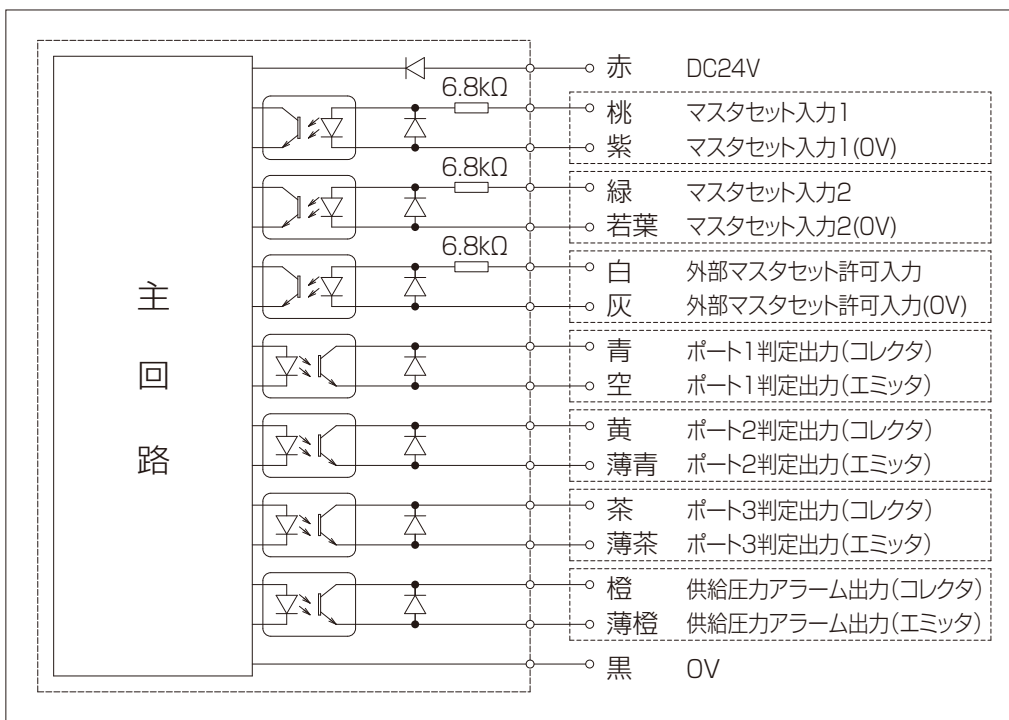 赤 DC24V
6.8kΩ
桃 マスタセット入力1
紫 マスタセット入力1(0V)
6.8kΩ
緑 マスタセット入力2
若葉 マスタセット入力2(0V)
6.8kΩ
白 外部マスタセット許可入力
灰 外部マスタセット許可入力(0V)
主回路
青 ポート1判定出力(コレクタ)
空 ポート1判定出力(エミッタ)
黄 ポート2判定出力(コレクタ)
薄青 ポート2判定出力(エミッタ)
茶 ポート3判定出力(コレクタ)
薄茶 ポート3判定出力(エミッタ)
橙 供給圧力アラーム出力(コレクタ)
薄橙 供給圧力アラーム出力(エミッタ)
黒 0V